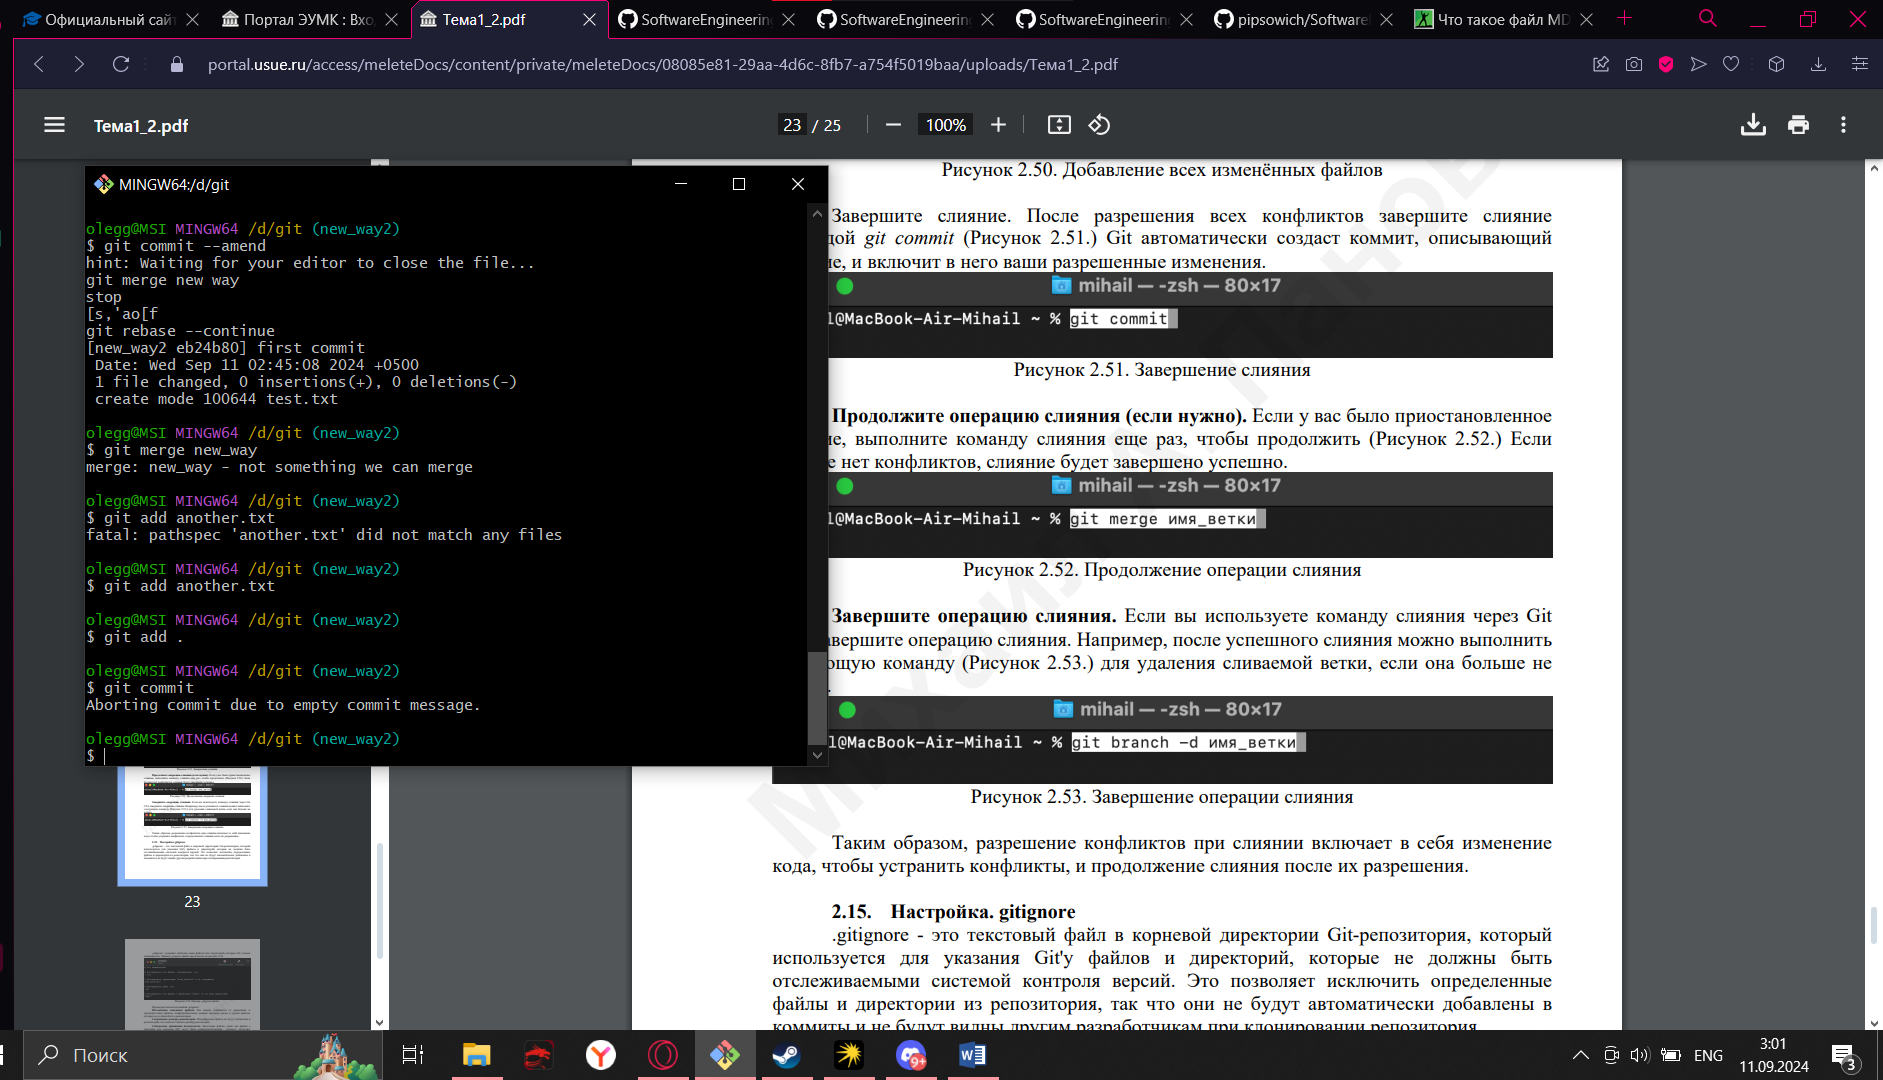 Официальный сайт
Портал ЭУМК : Вход
Тема1_2.pdf
SoftwareEngineering
SoftwareEngineering
SoftwareEngineering
pipsowich/Software
Что такое файл MD
portal.usue.ru/access/meleteDocs/content/private/meleteDocs/08085e81-29aa-4d6c-8fb7-a754f5019baa/uploads/Тема1_2.pdf
Тема1_2.pdf
23 / 25
100%
MINGW64:/d/git
olegg@MSI MINGW64 /d/git (new_way2)
$ git commit --amend
hint: Waiting for your editor to close the file...
git merge new way
stop
[s,'ao[f
git rebase --continue
[new_way2 eb24b80] first commit
Date: Wed Sep 11 02:45:08 2024 +0500
1 file changed, 0 insertions(+), 0 deletions(-)
create mode 100644 test.txt
olegg@MSI MINGW64 /d/git (new_way2)
$ git merge new_way
merge: new_way - not something we can merge
olegg@MSI MINGW64 /d/git (new_way2)
$ git add another.txt
fatal: pathspec 'another.txt' did not match any files
olegg@MSI MINGW64 /d/git (new_way2)
$ git add another.txt
olegg@MSI MINGW64 /d/git (new_way2)
$ git add .
olegg@MSI MINGW64 /d/git (new_way2)
$ git commit
Aborting commit due to empty commit message.
olegg@MSI MINGW64 /d/git (new_way2)
$
23
Рисунок 2.50. Добавление всех изменённых файлов
Завершите слияние. После разрешения всех конфликтов завершите слияние
дой git commit (Рисунок 2.51.) Git автоматически создаст коммит, описывающий
ие, и включит в него ваши разрешенные изменения.
mihail — -zsh — 80×17
l@MacBook-Air-Mihail ~ % git commit
Рисунок 2.51. Завершение слияния
Продолжите операцию слияния (если нужно). Если у вас было приостановленное
ие, выполните команду слияния еще раз, чтобы продолжить (Рисунок 2.52.) Если
е нет конфликтов, слияние будет завершено успешно.
mihail — -zsh — 80×17
l@MacBook-Air-Mihail ~ % git merge имя_ветки
Рисунок 2.52. Продолжение операции слияния
Завершите операцию слияния. Если вы используете команду слияния через Git
авершите операцию слияния. Например, после успешного слияния можно выполнить
ющую команду (Рисунок 2.53.) для удаления сливаемой ветки, если она больше не
.
mihail — -zsh — 80×17
l@MacBook-Air-Mihail ~ % git branch -d имя_ветки
Рисунок 2.53. Завершение операции слияния
Таким образом, разрешение конфликтов при слиянии включает в себя изменение
кода, чтобы устранить конфликты, и продолжение слияния после их разрешения.
2.15. Настройка. gitignore
.gitignore - это текстовый файл в корневой директории Git-репозитория, который
используется для указания Git'у файлов и директорий, которые не должны быть
отслеживаемыми системой контроля версий. Это позволяет исключить определенные
файлы и директории из репозитория, так что они не будут автоматически добавлены в
коммиты и не будут видны другим разработчикам при клонировании репозитория.
Поиск
9+
ENG
3:01
11.09.2024
3